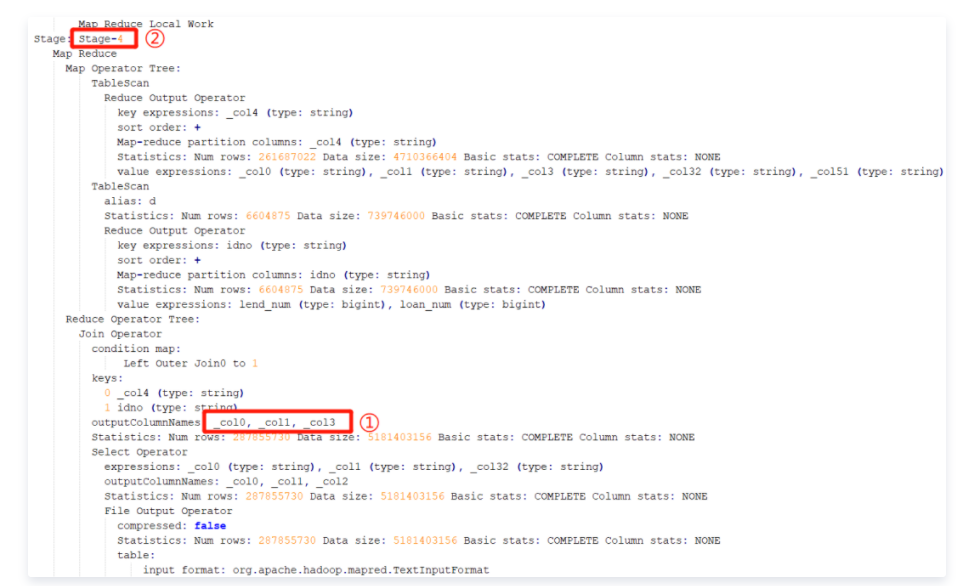 Map Reduce Local Work
Stage: Stage-4 ②
Map Reduce
Map Operator Tree:
TableScan
Reduce Output Operator
key expressions: _col4 (type: string)
sort order: +
Map-reduce partition columns: _col4 (type: string)
Statistics: Num rows: 261687022 Data size: 4710366404 Basic stats: COMPLETE Column stats: NONE
value expressions: _col0 (type: string), _col1 (type: string), _col3 (type: string), _col32 (type: string), _col51 (type: string)
TableScan
alias: d
Statistics: Num rows: 6604875 Data size: 739746000 Basic stats: COMPLETE Column stats: NONE
Reduce Output Operator
key expressions: idno (type: string)
sort order: +
Map-reduce partition columns: idno (type: string)
Statistics: Num rows: 6604875 Data size: 739746000 Basic stats: COMPLETE Column stats: NONE
value expressions: lend_num (type: bigint), loan_num (type: bigint)
Reduce Operator Tree:
Join Operator
condition map:
Left Outer Join0 to 1
keys:
0 _col4 (type: string)
1 idno (type: string)
outputColumnNames: _col0, _col1, _col3 ①
Statistics: Num rows: 287855730 Data size: 5181403156 Basic stats: COMPLETE Column stats: NONE
Select Operator
expressions: _col0 (type: string), _col1 (type: string), _col32 (type: string)
outputColumnNames: _col0, _col1, _col2
Statistics: Num rows: 287855730 Data size: 5181403156 Basic stats: COMPLETE Column stats: NONE
File Output Operator
compressed: false
Statistics: Num rows: 287855730 Data size: 5181403156 Basic stats: COMPLETE Column stats: NONE
table:
input format: org.apache.hadoop.mapred.TextInputFormat